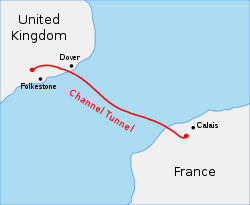 United
Kingdom
Dover
Folkestone
Channel Tunnel
Calais
France